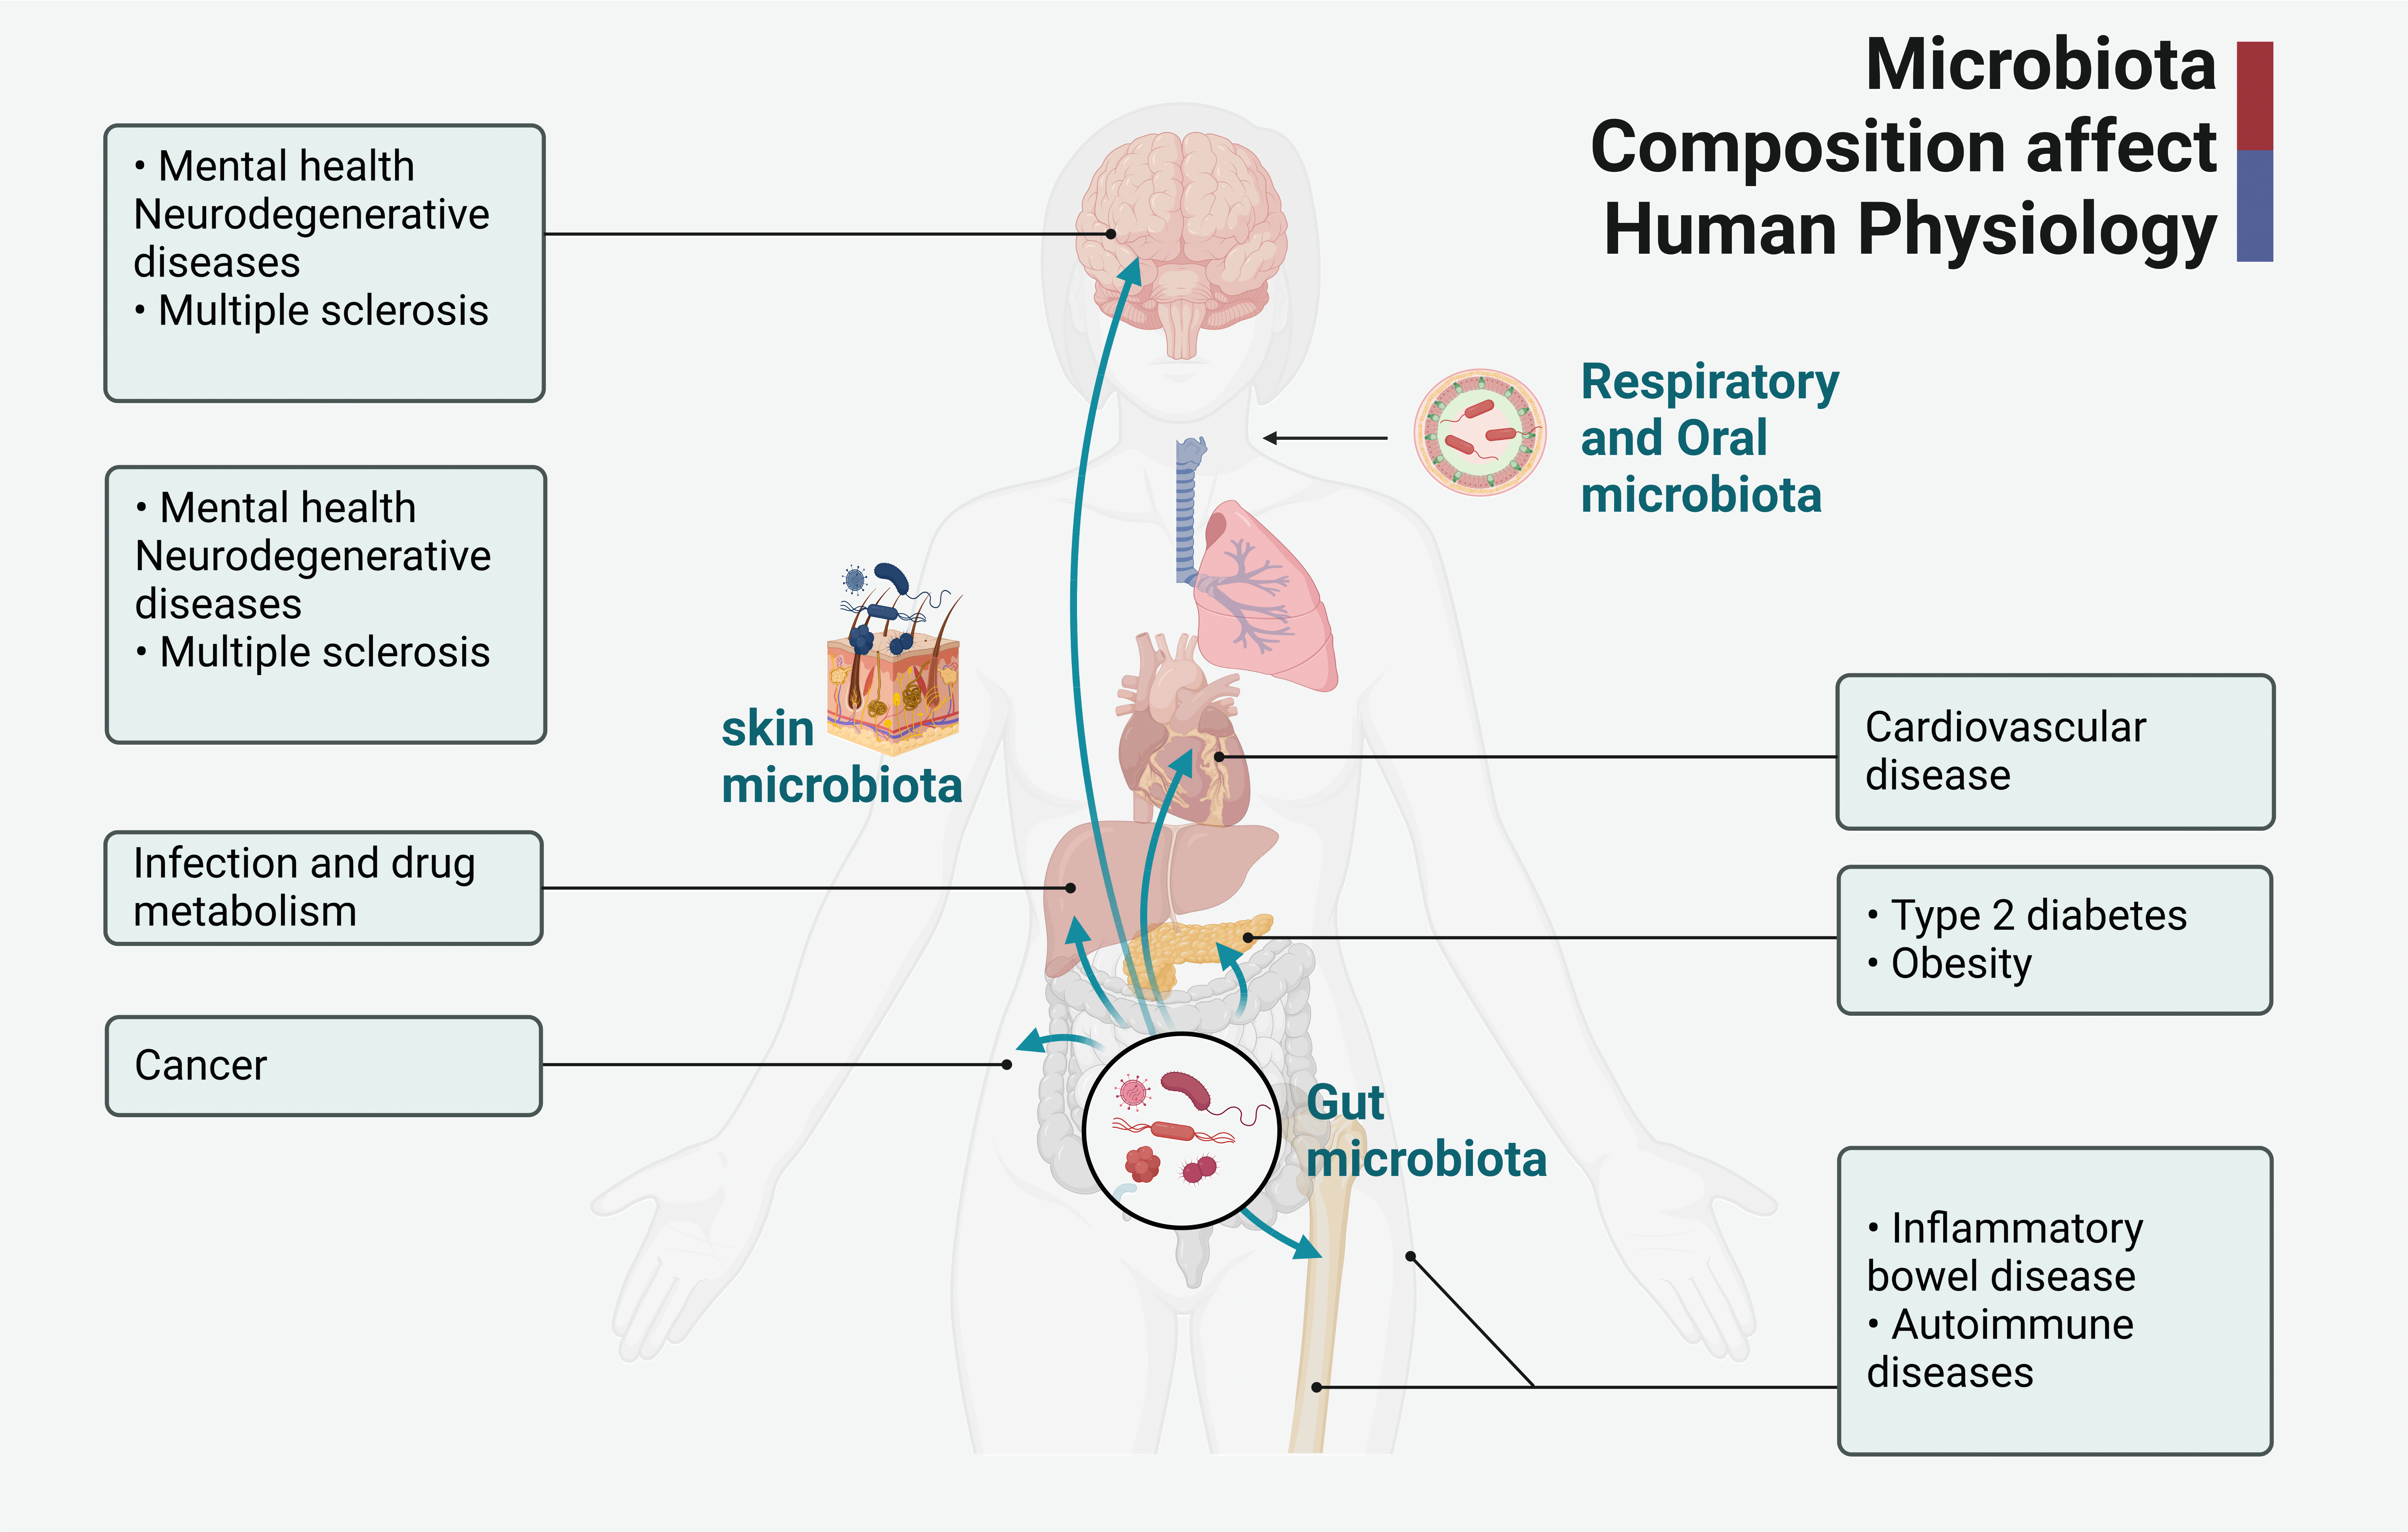 Microbiota
Composition affect
Human Physiology
• Mental health
Neurodegenerative
diseases
• Multiple sclerosis
Respiratory
and Oral
microbiota
• Mental health
Neurodegenerative
diseases
• Multiple sclerosis
skin
microbiota
Cardiovascular
disease
Infection and drug
metabolism
• Type 2 diabetes
• Obesity
Cancer
Gut
microbiota
• Inflammatory
bowel disease
• Autoimmune
diseases